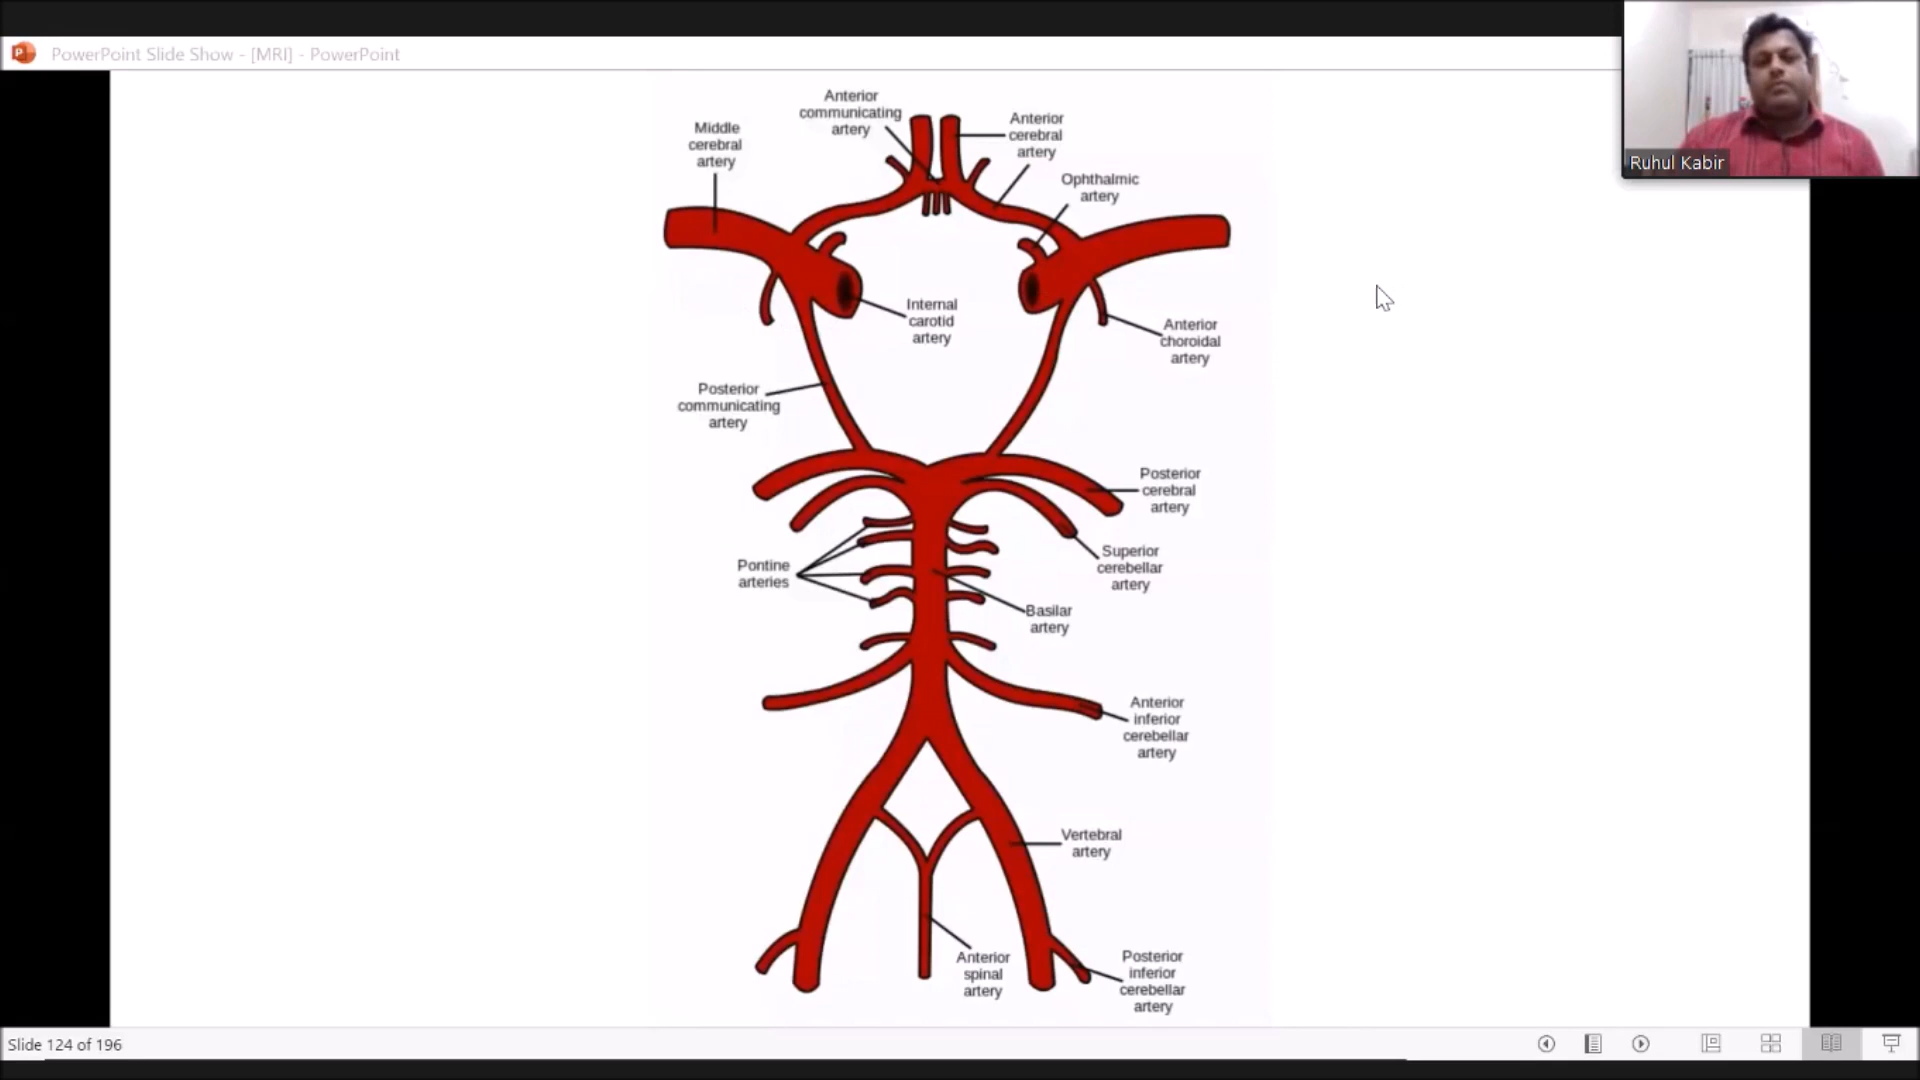 PowerPoint Slide Show - [MRI] - PowerPoint
Ruhul Kabir
Anterior
communicating
artery
Middle
cerebral
artery
Anterior
cerebral
artery
Ophthalmic
artery
Internal
carotid
artery
Anterior
choroidal
artery
Posterior
communicating
artery
Posterior
cerebral
artery
Superior
cerebellar
artery
Pontine
arteries
Basilar
artery
Anterior
inferior
cerebellar
artery
Vertebral
artery
Anterior
spinal
artery
Posterior
inferior
cerebellar
artery
Slide 124 of 196